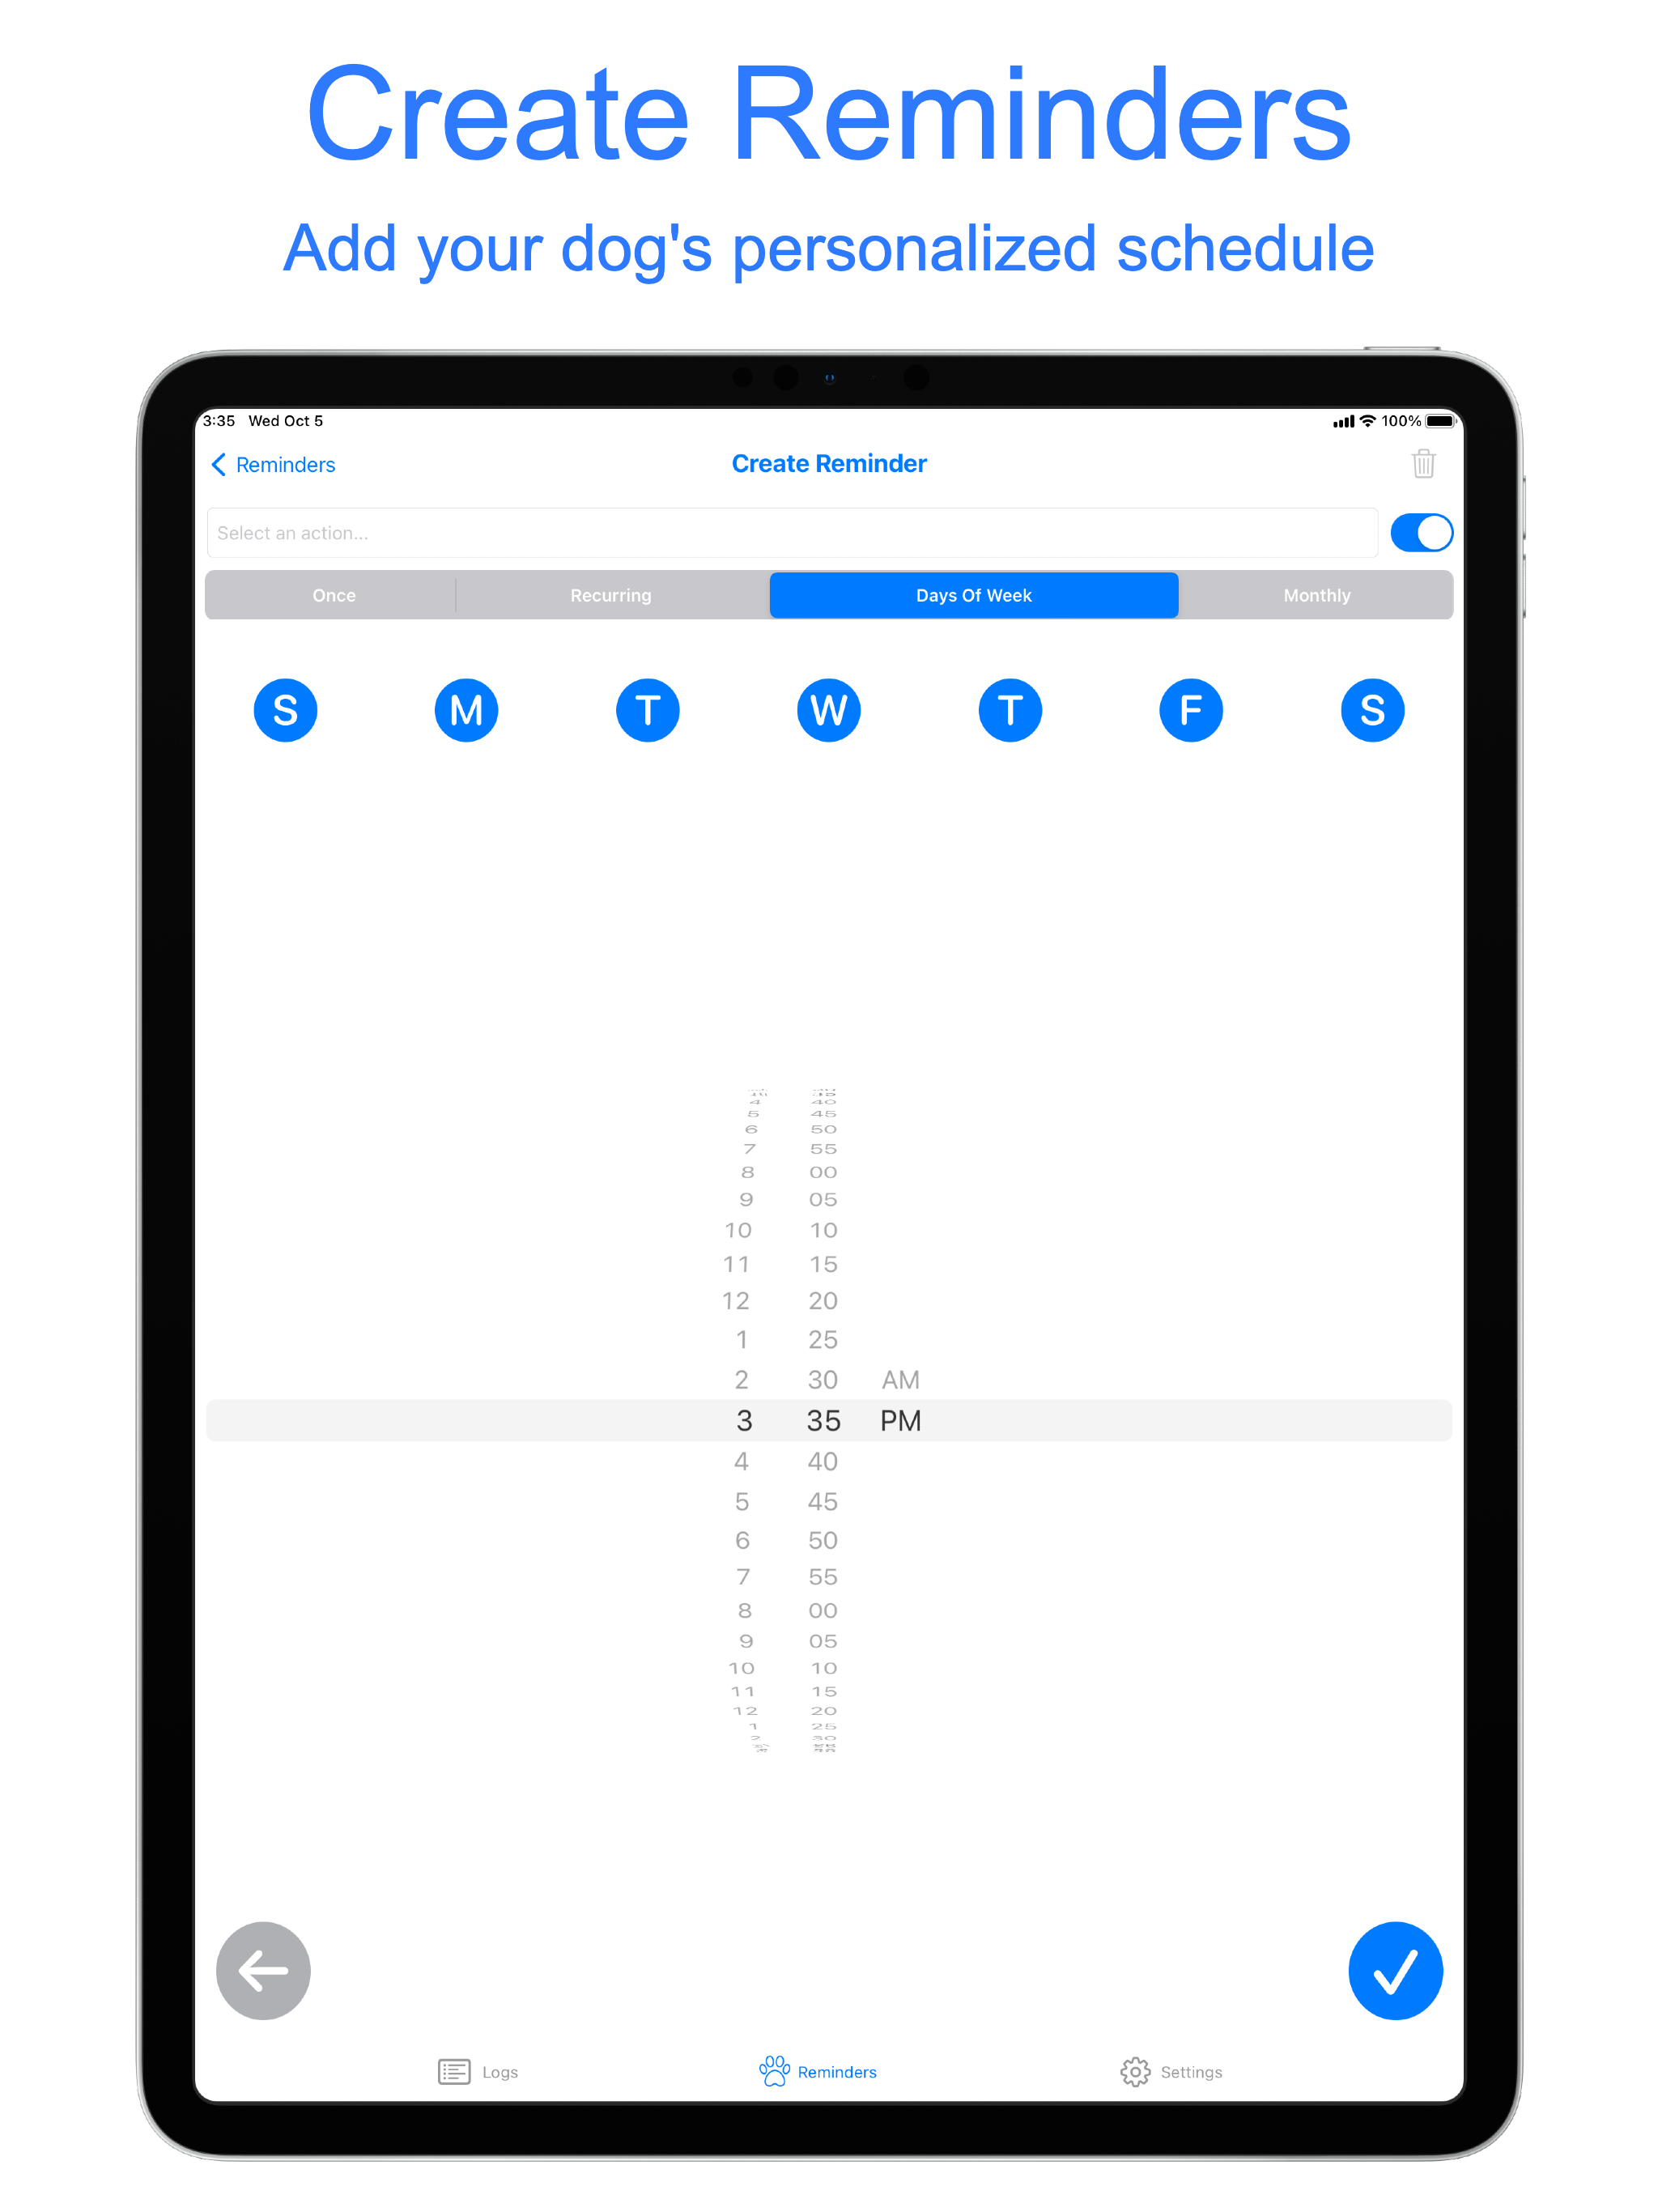 Create Reminders
Add your dog's personalized schedule
3:35 Wed Oct 5 100%
Reminders Create Reminder
Select an action...
Once Recurring Days Of Week Monthly
S M T W T F S
4 40
5 45
6 50
7 55
8 00
9 05
10 10
11 15
12 20
1 25
2 30 AM
3 35 PM
4 40
5 45
6 50
7 55
8 00
9 05
10 10
11 15
12 20
1 25
2 30
Logs Reminders Settings